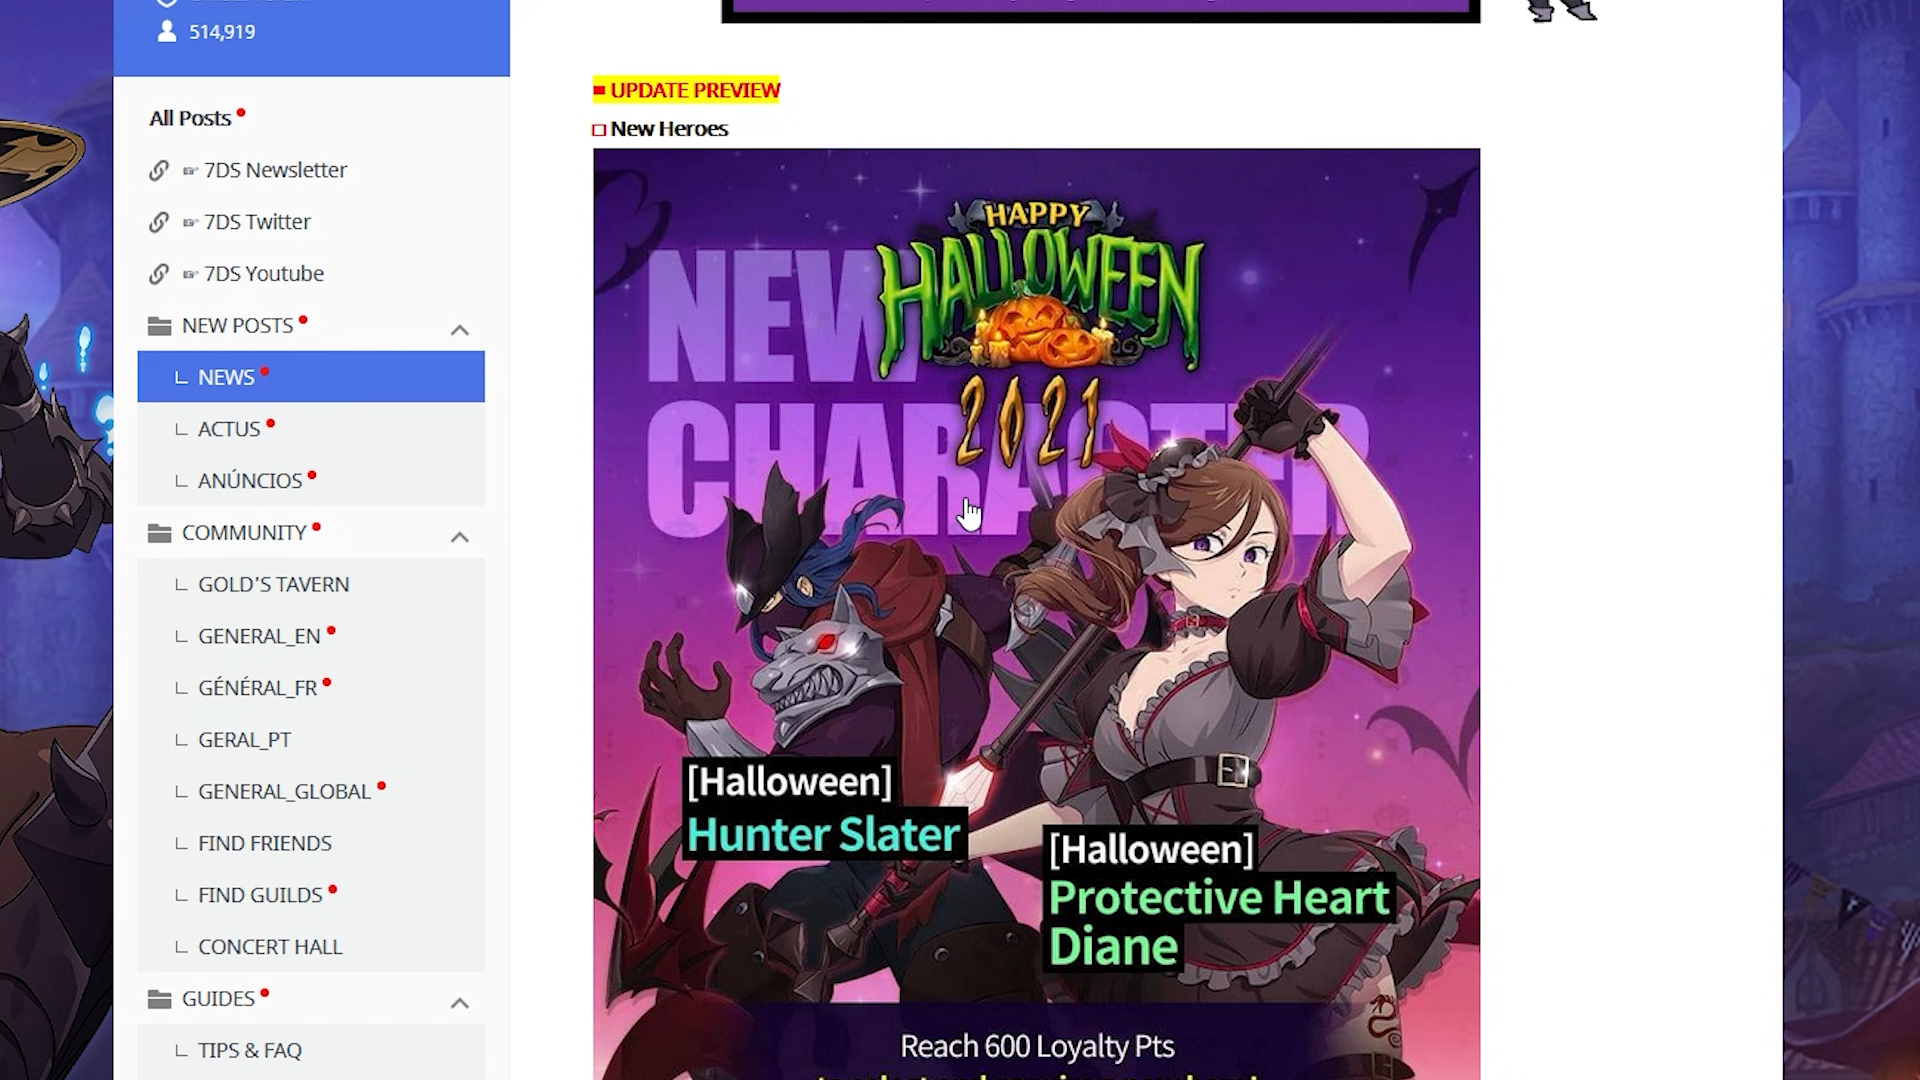 514,919
All Posts
7DS Newsletter
7DS Twitter
7DS Youtube
NEW POSTS
NEWS
ACTUS
ANÚNCIOS
COMMUNITY
GOLD'S TAVERN
GENERAL_EN
GÉNÉRAL_FR
GERAL_PT
GENERAL_GLOBAL
FIND FRIENDS
FIND GUILDS
CONCERT HALL
GUIDES
TIPS & FAQ
UPDATE PREVIEW
New Heroes
HAPPY
HALLOWEEN
2021
NEW
CHARACTER
[Halloween]
Hunter Slater
[Halloween]
Protective Heart
Diane
Reach 600 Loyalty Pts